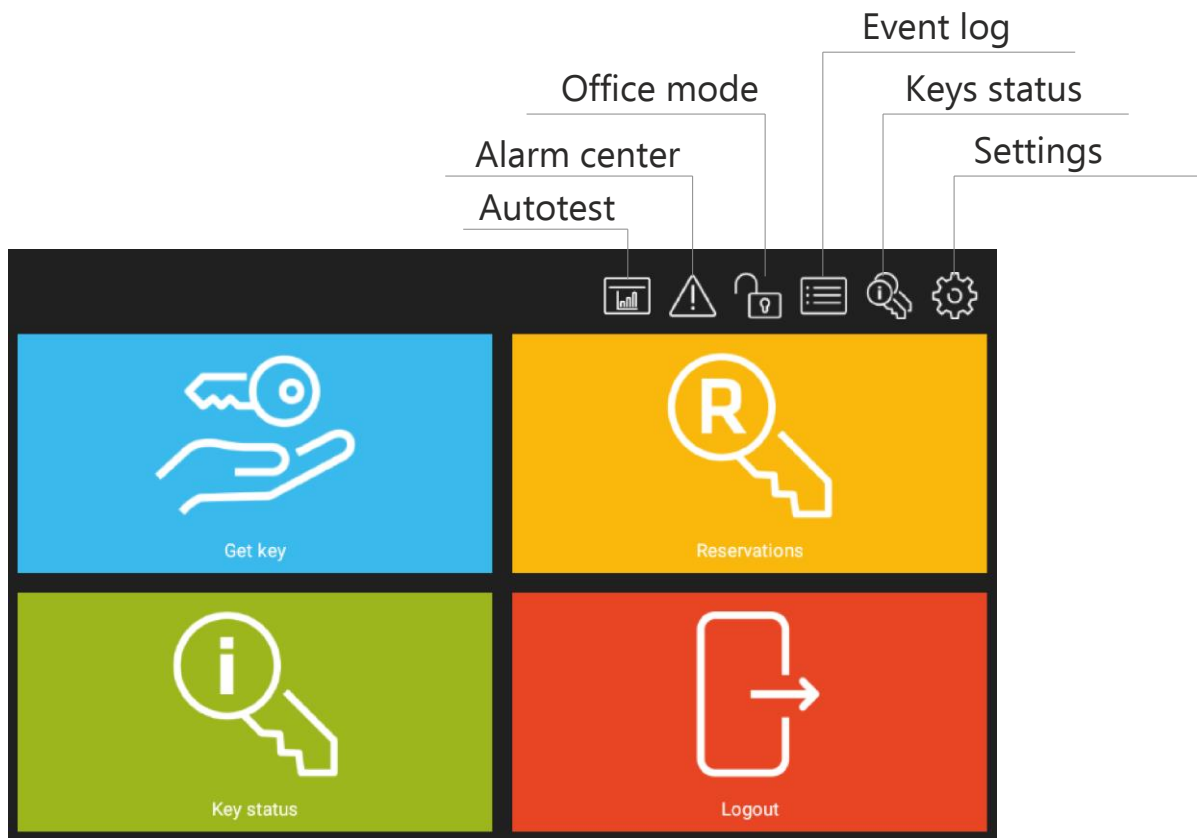 Event log
Office mode
Keys status
Alarm center
Settings
Autotest
i
R
Get key
Reservations
i
Key status
Logout